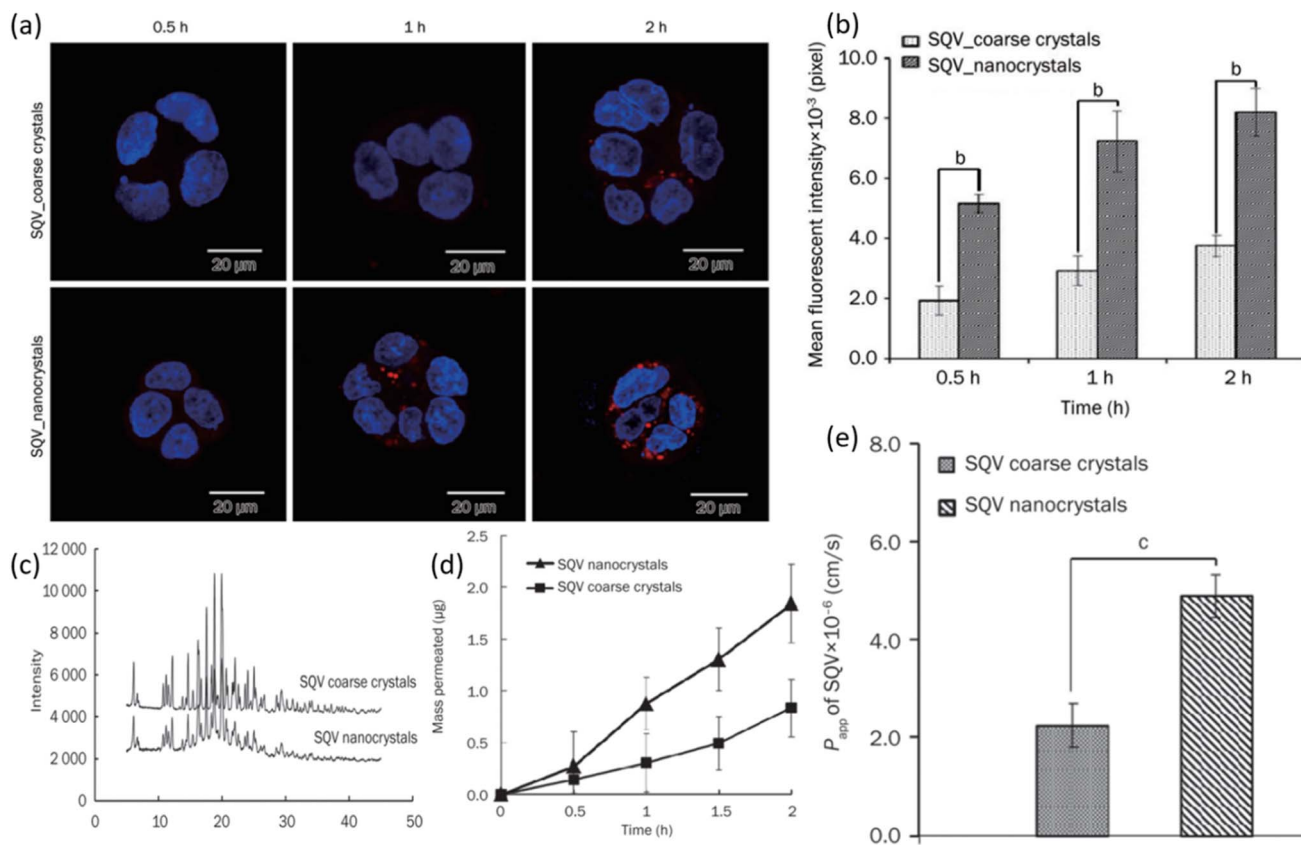 (a)
0.5 h
1 h
2 h
SQV_coarse crystals
20 µm
20 µm
20 µm
SQV_nanocrystals
20 µm
20 µm
20 µm
(b)
SQV_coarse crystals
SQV_nanocrystals
Mean fluorescent intensity×10⁻³ (pixel)
10.0
8.0
6.0
4.0
2.0
0.0
b
b
b
0.5 h
1 h
2 h
Time (h)
(c)
Intensity
12 000
10 000
8 000
6 000
4 000
2 000
0
SQV coarse crystals
SQV nanocrystals
0
10
20
30
40
50
(d)
Mass permeated (µg)
2.5
2.0
1.5
1.0
0.5
0.0
SQV nanocrystals
SQV coarse crystals
0
0.5
1
1.5
2
Time (h)
(e)
8.0
6.0
4.0
2.0
0.0
SQV coarse crystals
SQV nanocrystals
c
Papp of SQV×10⁻⁶ (cm/s)